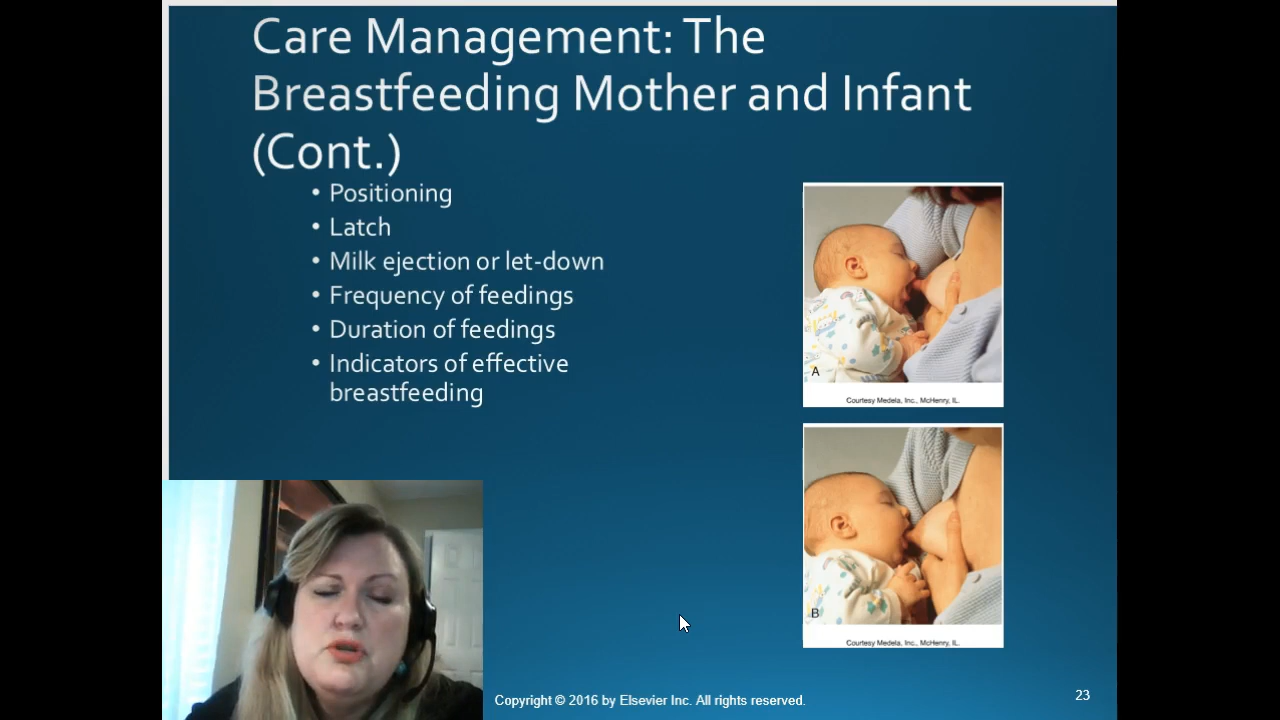 Care Management: The
Breastfeeding Mother and Infant
(Cont.)
• Positioning
• Latch
• Milk ejection or let-down
• Frequency of feedings
• Duration of feedings
• Indicators of effective
breastfeeding
A
Courtesy Medela, Inc., McHenry, IL.
B
Courtesy Medela, Inc., McHenry, IL.
Copyright © 2016 by Elsevier Inc. All rights reserved.
23